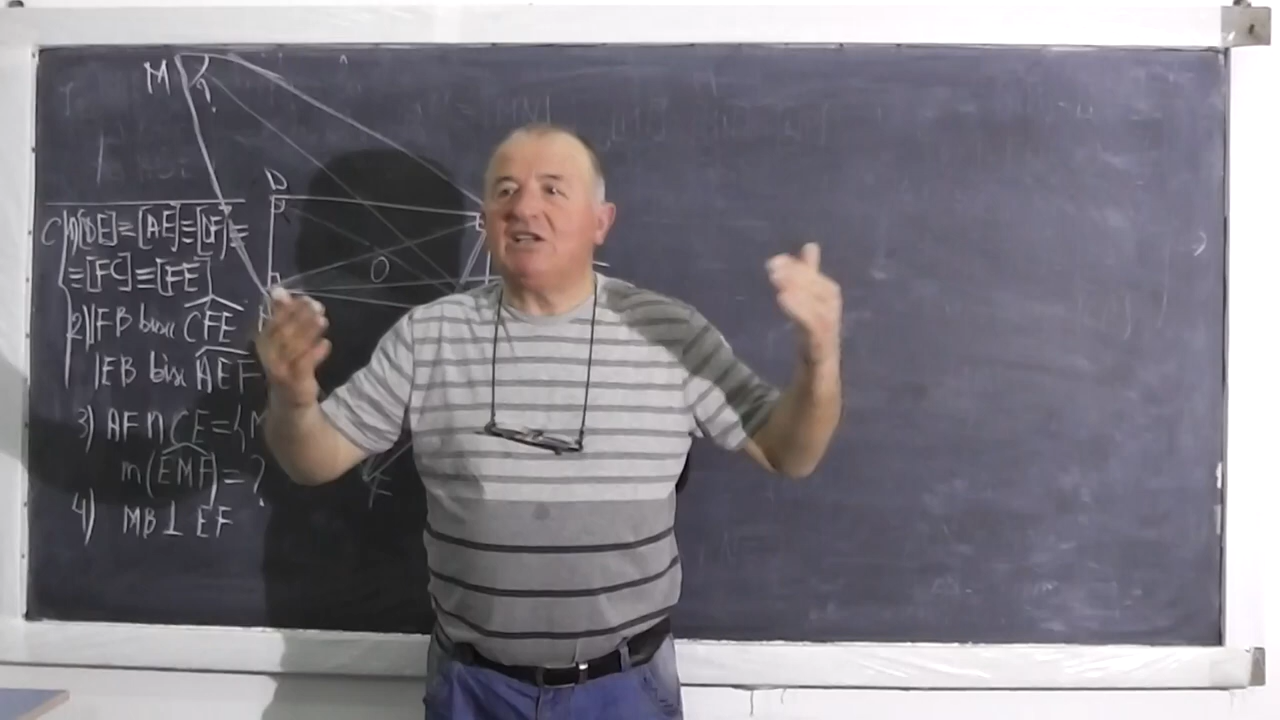 M
D
O
C) 1) [DE]≡[AE]≡[DF]≡
≡[FC]≡[FE]
2) FB bisc CFE
EB bisc AEF
3) AF ∩ CE = {M
m(EMF) = ?
4) MB ⊥ EF
E